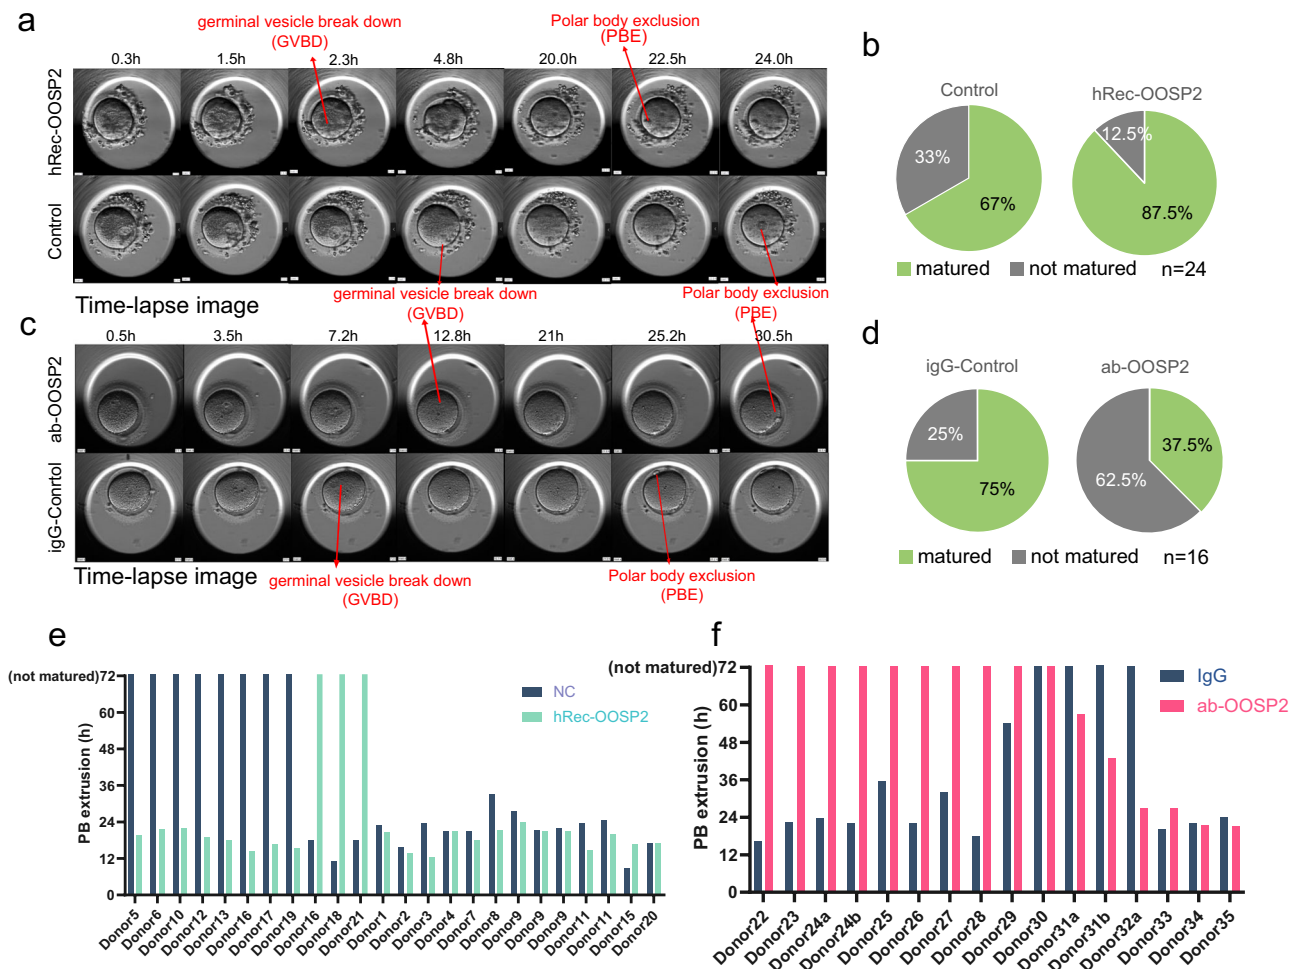 a
germinal vesicle break down
(GVBD)
Polar body exclusion
(PBE)
0.3h 1.5h 2.3h 4.8h 20.0h 22.5h 24.0h
hRec-OOSP2
Control
Time-lapse image
germinal vesicle break down
(GVBD)
Polar body exclusion
(PBE)
b
Control hRec-OOSP2
33% 67% 12.5% 87.5%
matured not matured n=24
c
0.5h 3.5h 7.2h 12.8h 21h 25.2h 30.5h
ab-OOSP2
igG-Conrtol
Time-lapse image
germinal vesicle break down
(GVBD)
Polar body exclusion
(PBE)
d
igG-Control ab-OOSP2
25% 75% 37.5% 62.5%
matured not matured n=16
e
(not matured)72
60
48
36
24
12
0
PB extrusion (h)
NC
hRec-OOSP2
Donor5 Donor6 Donor10 Donor12 Donor13 Donor16 Donor17 Donor19 Donor16 Donor18 Donor21 Donor1 Donor2 Donor3 Donor4 Donor7 Donor8 Donor9 Donor9 Donor9 Donor11 Donor11 Donor15 Donor20
f
(not matured)72
60
48
36
24
12
0
PB extrusion (h)
IgG
ab-OOSP2
Donor22 Donor23 Donor24a Donor24b Donor25 Donor26 Donor27 Donor28 Donor29 Donor30 Donor31a Donor31b Donor32a Donor33 Donor34 Donor35